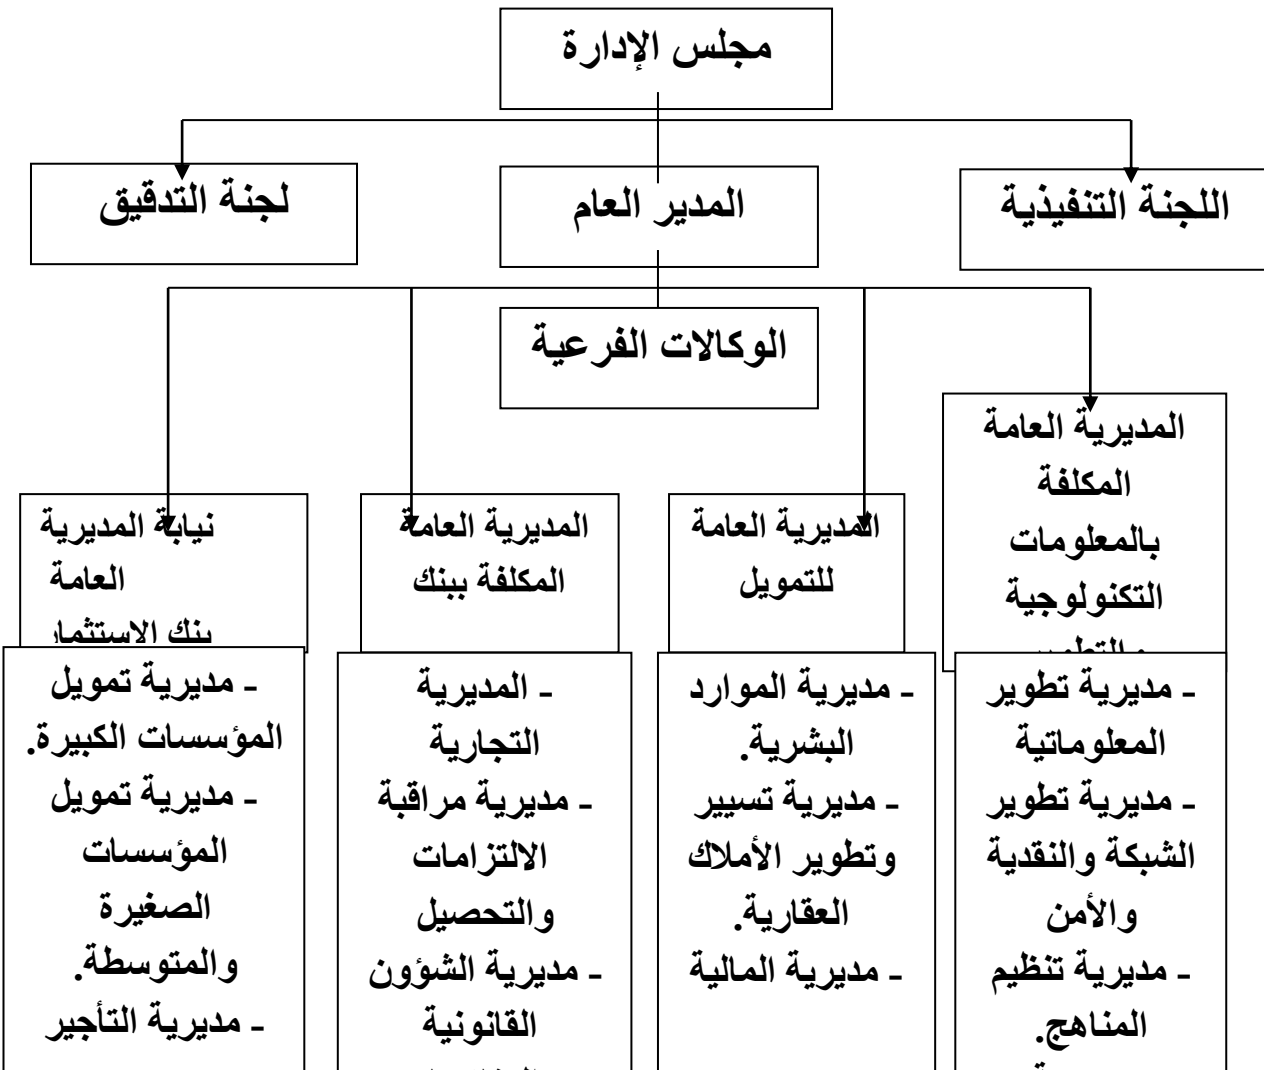 مجلس الإدارة
اللجنة التنفيذية
المدير العام
لجنة التدقيق
الوكالات الفرعية
المديرية العامة
المكلفة
بالمعلومات
التكنولوجية
والتطوير
المديرية العامة
للتمويل
المديرية العامة
المكلفة ببنك
نيابة المديرية
العامة
بنك الاستثمار
- مديرية تطوير
المعلوماتية
- مديرية تطوير
الشبكة والنقدية
والأمن
- مديرية تنظيم
المناهج.
- مديرية الموارد
البشرية.
- مديرية تسيير
وتطوير الأملاك
العقارية.
- مديرية المالية
- المديرية
التجارية
- مديرية مراقبة
الالتزامات
والتحصيل
- مديرية الشؤون
القانونية
- مديرية تمويل
المؤسسات الكبيرة.
- مديرية تمويل
المؤسسات
الصغيرة
والمتوسطة.
- مديرية التأجير